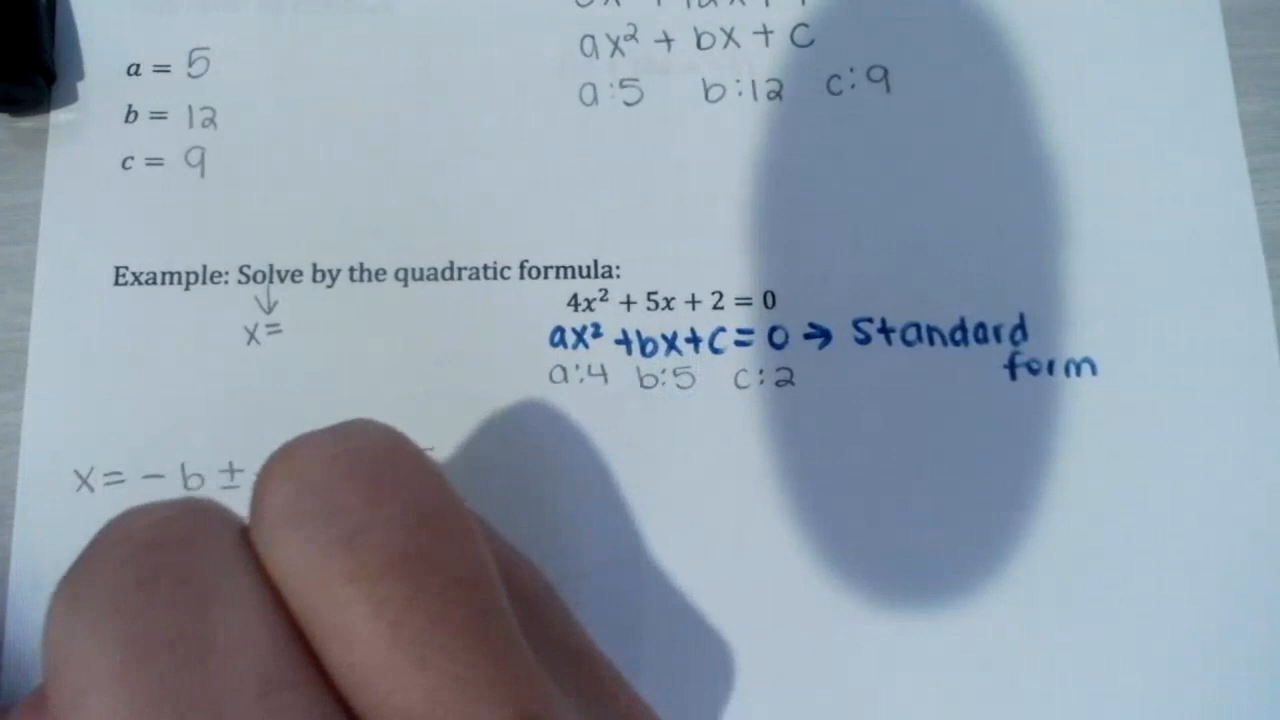 ax² + bx + c
a = 5
a:5 b:12 c:9
b = 12
c = 9
Example: Solve by the quadratic formula:
4x² + 5x + 2 = 0
x=
ax² +bx+c=0 → Standard
form
a:4 b:5 c:2
x= -b ±